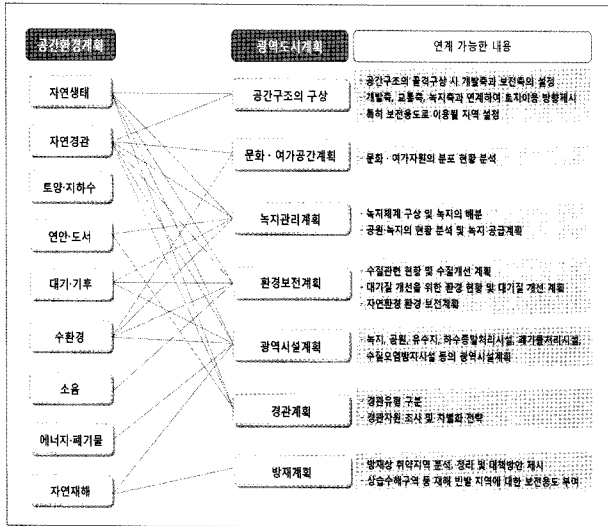 공간환경계획
광역도시계획
연계 가능한 내용
자연생태
자연경관
토양·지하수
연안·도서
대기·기후
수환경
소음
에너지·폐기물
자연재해
공간구조의 구상
문화·여가공간계획
녹지관리계획
환경보전계획
광역시설계획
경관계획
방재계획
· 공간구조의 골격구상 시 개발축과 보전축의 설정
· 개발축, 교통축, 녹지축과 연계하여 토지이용 방향제시
· 특히 보전용도로 이용될 지역 설정
· 문화·여가자원의 분포 현황 분석
· 녹지체계 구상 및 녹지의 배분
· 공원·녹지의 현황 분석 및 녹지 공급계획
· 수질관련 현황 및 수질개선 계획
· 대기질 개선을 위한 환경 현황 및 대기질 개선 계획
· 자연환경 환경 보전계획
· 녹지, 공원, 유수지, 하수종말처리시설, 폐기물처리시설,
수질오염방지시설 등의 광역시설계획
· 경관유형 구분
· 경관자원 조사 및 차별화 전략
· 방재상 취약지역 분석, 정리 및 대책방안 제시
· 상습수해구역 등 재해 빈발 지역에 대한 보전용도 부여